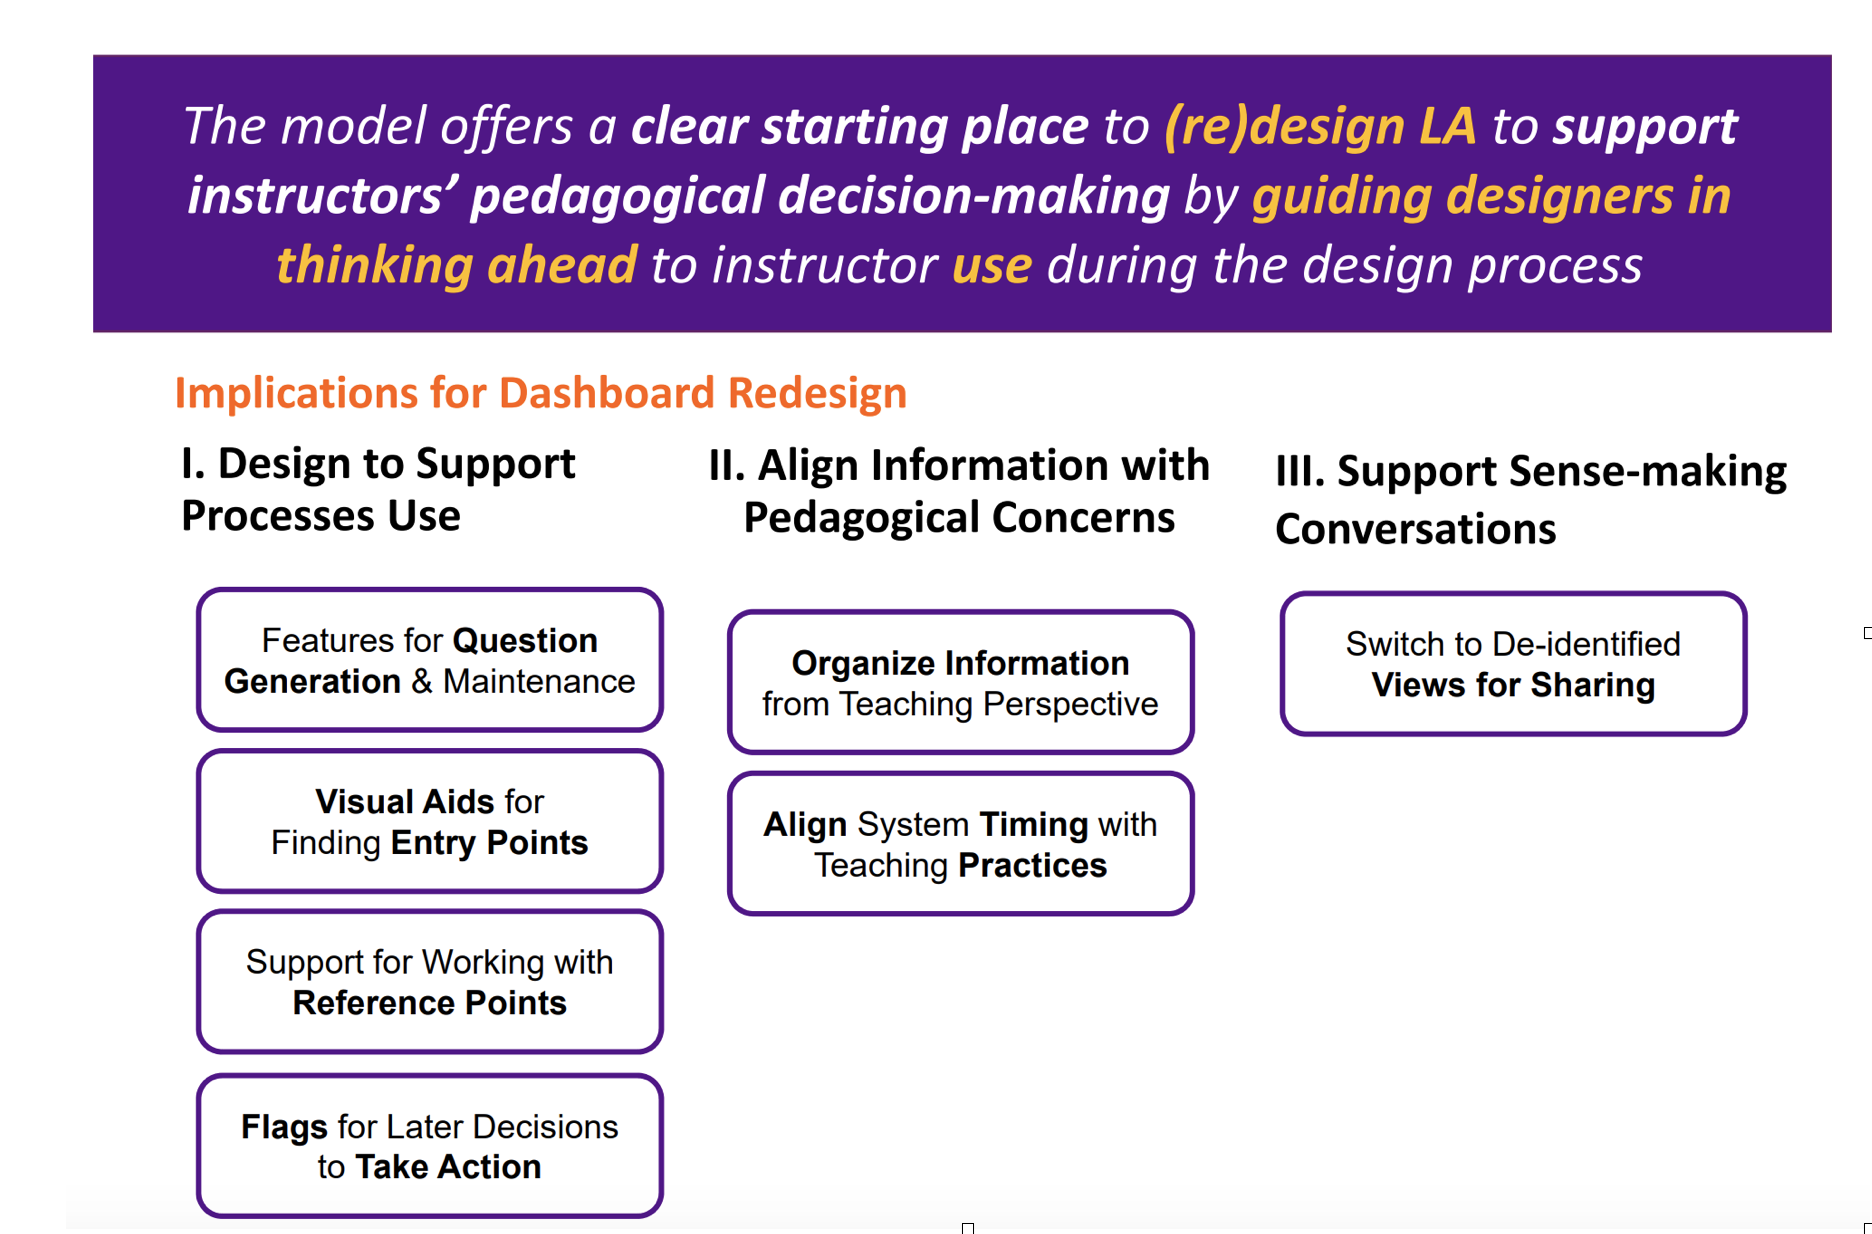 The model offers a clear starting place to (re)design LA to support
instructors’ pedagogical decision-making by guiding designers in
thinking ahead to instructor use during the design process
Implications for Dashboard Redesign
I. Design to Support
Processes Use
Features for Question
Generation & Maintenance
Visual Aids for
Finding Entry Points
Support for Working with
Reference Points
Flags for Later Decisions
to Take Action
II. Align Information with
Pedagogical Concerns
Organize Information
from Teaching Perspective
Align System Timing with
Teaching Practices
III. Support Sense-making
Conversations
Switch to De-identified
Views for Sharing